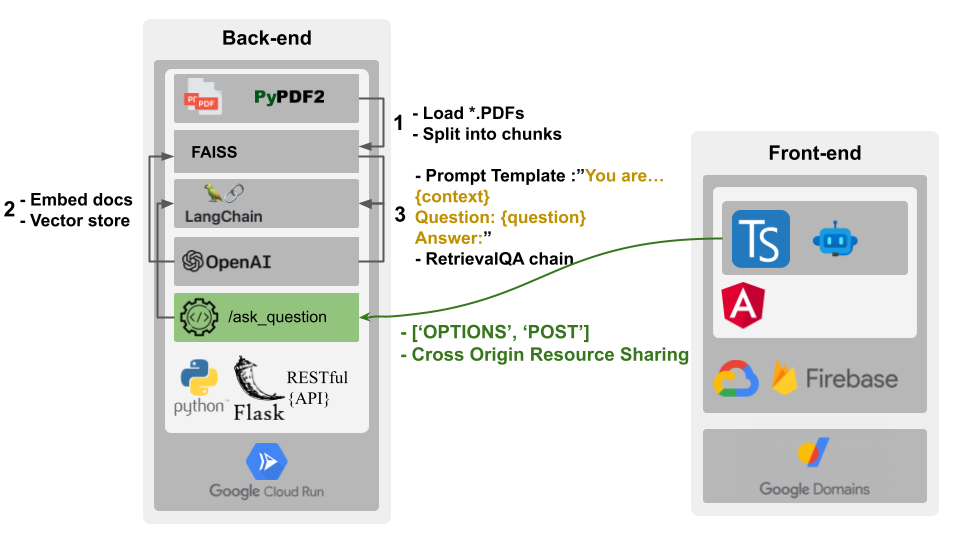 Back-end
PDF
PDF
PyPDF2
1
- Load *.PDFs
- Split into chunks
FAISS
LangChain
2
- Embed docs
- Vector store
3
- Prompt Template :”You are…
{context}
Question: {question}
Answer:”
- RetrievalQA chain
OpenAI
/ask_question
- [‘OPTIONS’, ‘POST’]
- Cross Origin Resource Sharing
python™
Flask
RESTful
{API}
Google Cloud Run
Front-end
TS
A
Firebase
Google Domains